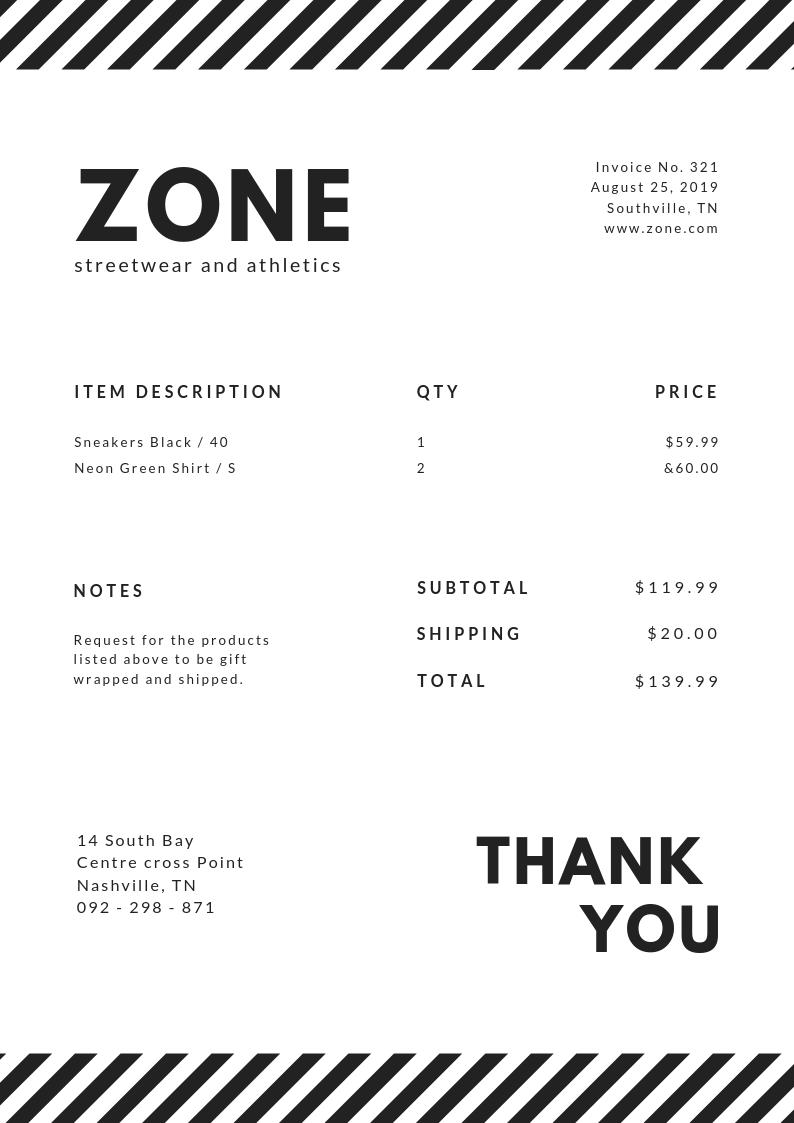 ZONE
streetwear and athletics
Invoice No. 321
August 25, 2019
Southville, TN
www.zone.com
ITEM DESCRIPTION QTY PRICE
Sneakers Black / 40 1 $59.99
Neon Green Shirt / S 2 &60.00
NOTES
Request for the products
listed above to be gift
wrapped and shipped.
SUBTOTAL $119.99
SHIPPING $20.00
TOTAL $139.99
14 South Bay
Centre cross Point
Nashville, TN
092 - 298 - 871
THANK
YOU